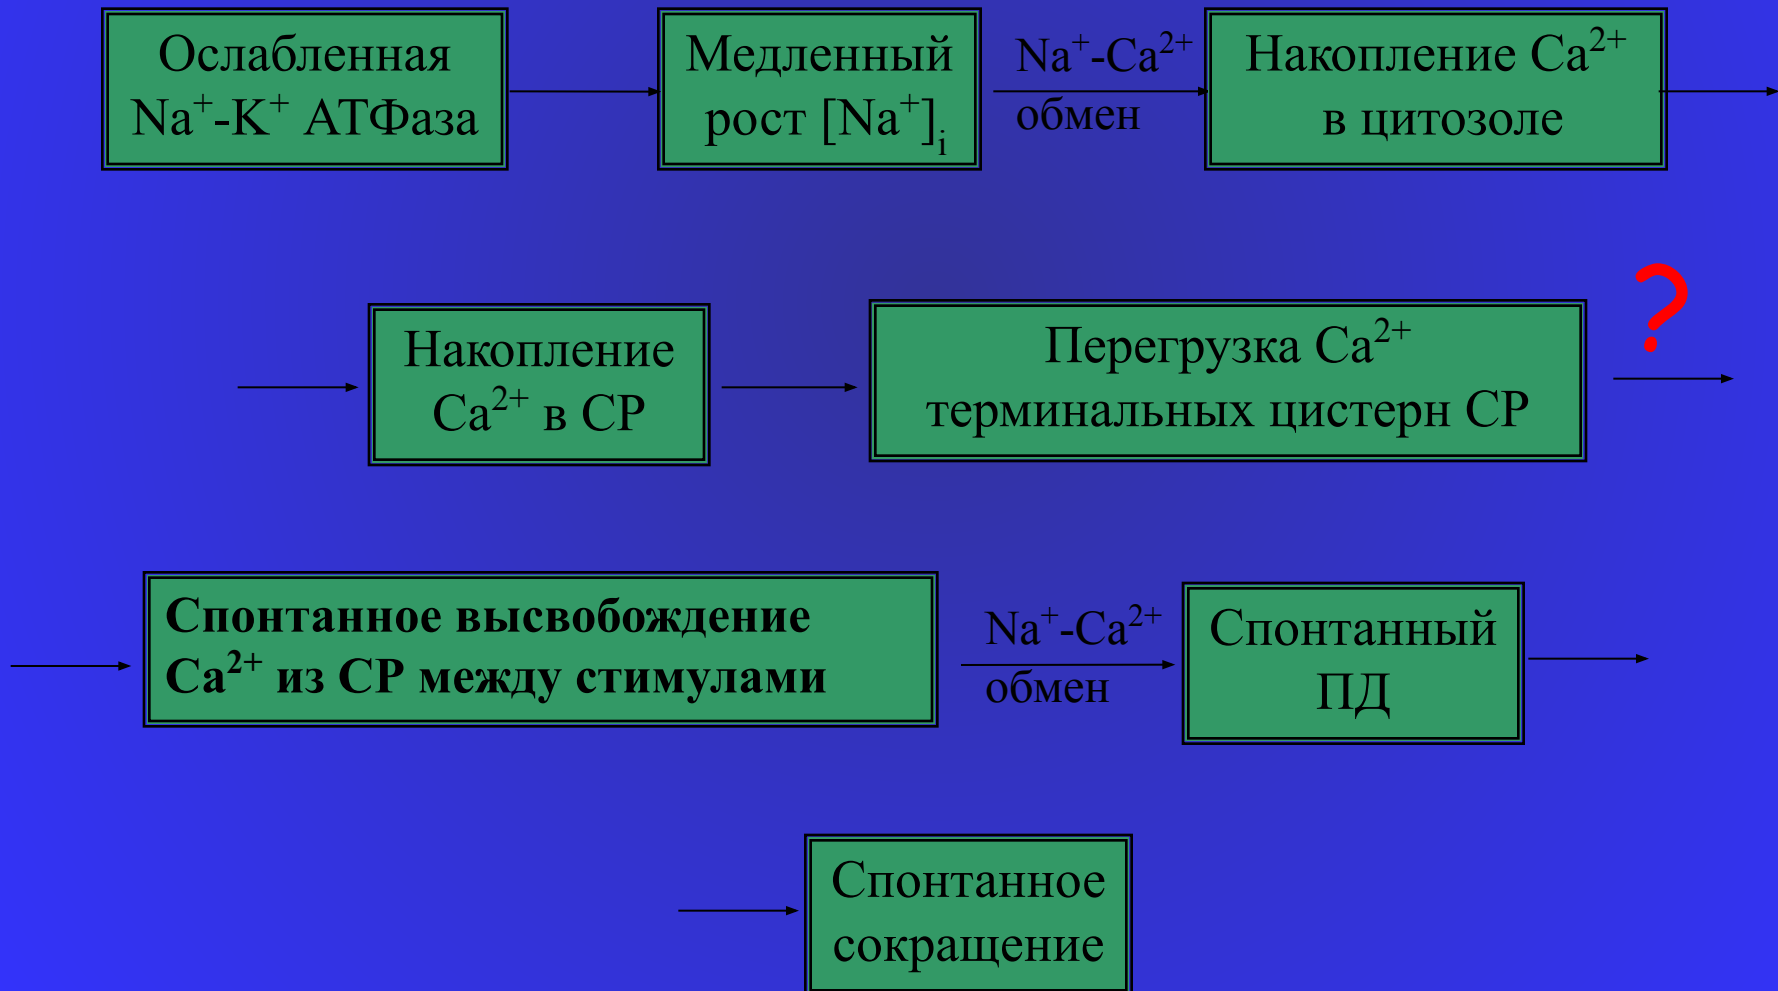 Ослабленная
Na⁺-K⁺ АТФаза
Медленный
рост [Na⁺]ᵢ
Na⁺-Ca²⁺
обмен
Накопление Ca²⁺
в цитозоле
Накопление
Ca²⁺ в СР
Перегрузка Ca²⁺
терминальных цистерн СР
?
Спонтанное высвобождение
Ca²⁺ из СР между стимулами
Na⁺-Ca²⁺
обмен
Спонтанный
ПД
Спонтанное
сокращение